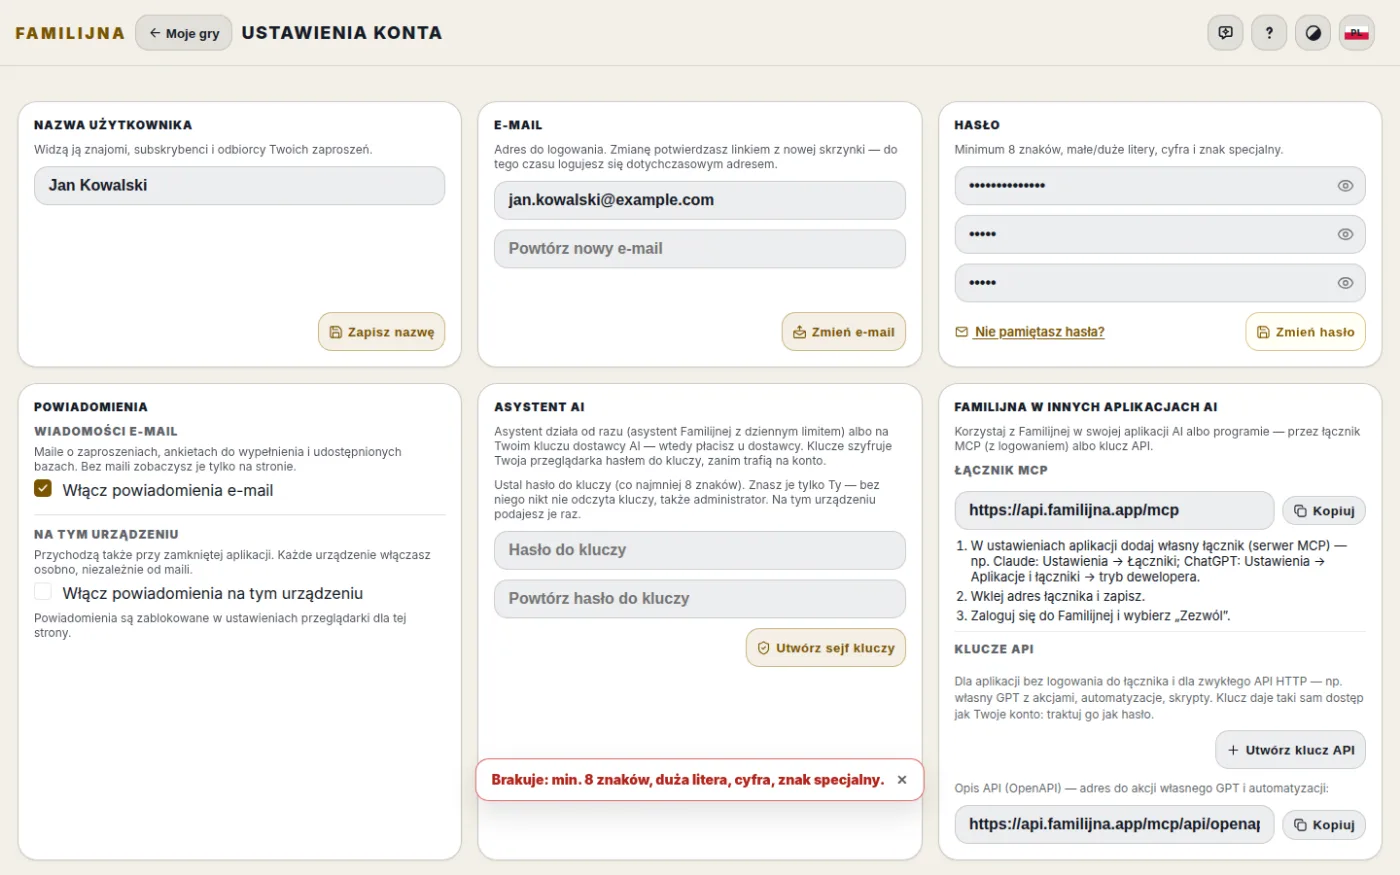 FAMILIJNA
Moje gry
USTAWIENIA KONTA
?
PL
NAZWA UŻYTKOWNIKA
Widzą ją znajomi, subskrybenci i odbiorcy Twoich zaproszeń.
Jan Kowalski
Zapisz nazwę
E-MAIL
Adres do logowania. Zmianę potwierdzasz linkiem z nowej skrzynki — do
tego czasu logujesz się dotychczasowym adresem.
jan.kowalski@example.com
Powtórz nowy e-mail
Zmień e-mail
HASŁO
Minimum 8 znaków, małe/duże litery, cyfra i znak specjalny.
••••••••••••••
•••••
•••••
Nie pamiętasz hasła?
Zmień hasło
POWIADOMIENIA
WIADOMOŚCI E-MAIL
Maile o zaproszeniach, ankietach do wypełnienia i udostępnionych
bazach. Bez maili zobaczysz je tylko na stronie.
Włącz powiadomienia e-mail
NA TYM URZĄDZENIU
Przychodzą także przy zamkniętej aplikacji. Każde urządzenie włączasz
osobno, niezależnie od maili.
Włącz powiadomienia na tym urządzeniu
Powiadomienia są zablokowane w ustawieniach przeglądarki dla tej
strony.
ASYSTENT AI
Asystent działa od razu (asystent Familijnej z dziennym limitem) albo na
Twoim kluczu dostawcy AI — wtedy płacisz u dostawcy. Klucze szyfruje
Twoja przeglądarka hasłem do kluczy, zanim trafią na konto.
Ustal hasło do kluczy (co najmniej 8 znaków). Znasz je tylko Ty — bez
niego nikt nie odczyta kluczy, także administrator. Na tym urządzeniu
podajesz je raz.
Hasło do kluczy
Powtórz hasło do kluczy
Utwórz sejf kluczy
Brakuje: min. 8 znaków, duża litera, cyfra, znak specjalny.
FAMILIJNA W INNYCH APLIKACJACH AI
Korzystaj z Familijnej w swojej aplikacji AI albo programie — przez łącznik
MCP (z logowaniem) albo klucz API.
ŁĄCZNIK MCP
https://api.familijna.app/mcp
Kopiuj
1. W ustawieniach aplikacji dodaj własny łącznik (serwer MCP) —
np. Claude: Ustawienia → Łączniki; ChatGPT: Ustawienia →
Aplikacje i łączniki → tryb dewelopera.
2. Wklej adres łącznika i zapisz.
3. Zaloguj się do Familijnej i wybierz „Zezwól”.
KLUCZE API
Dla aplikacji bez logowania do łącznika i dla zwykłego API HTTP — np.
własny GPT z akcjami, automatyzacje, skrypty. Klucz daje taki sam dostęp
jak Twoje konto: traktuj go jak hasło.
Utwórz klucz API
Opis API (OpenAPI) — adres do akcji własnego GPT i automatyzacji:
https://api.familijna.app/mcp/api/openap
Kopiuj